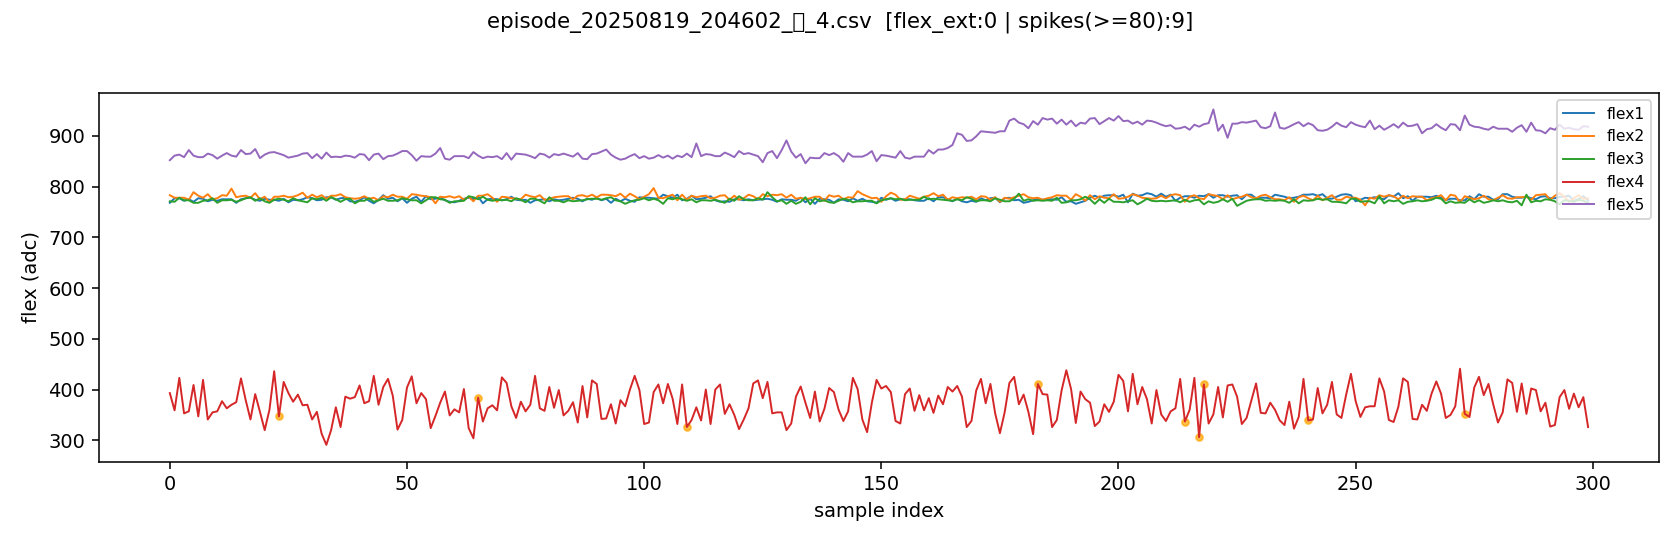 episode_20250819_204602_▯_4.csv  [flex_ext:0 | spikes(>=80):9]
flex (adc)
900
800
700
600
500
400
300
flex1
flex2
flex3
flex4
flex5
0
50
100
150
200
250
300
sample index